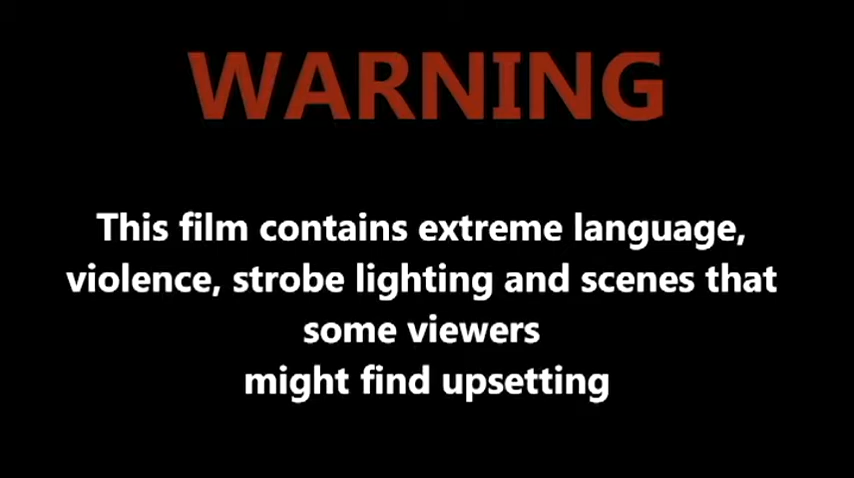 WARNING
This film contains extreme language,
violence, strobe lighting and scenes that
some viewers
might find upsetting